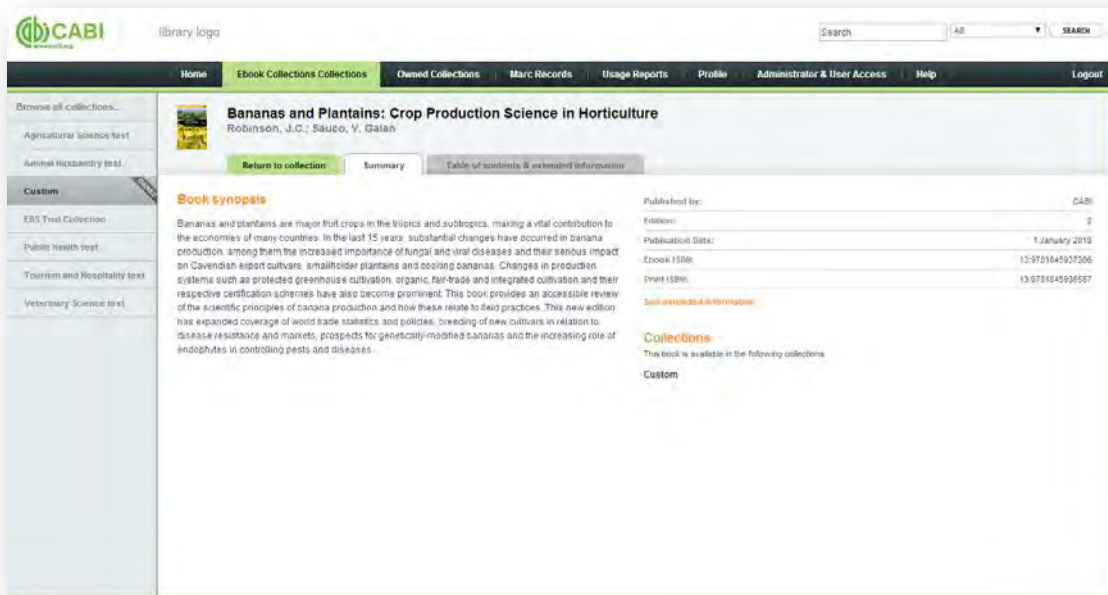 CABI
www.cabi.org
library logo
Search
All
SEARCH
Home
Ebook Collections Collections
Owned Collections
Marc Records
Usage Reports
Profile
Administrator & User Access
Help
Logout
Browse all collections...
Agricultural Science test
Animal Husbandry test
Custom
EBS Trial Collection
Public Health test
Tourism and Hospitality test
Veterinary Science test
Bananas and Plantains: Crop Production Science in Horticulture
Robinson, J.C.; Sauco, V. Galan
Return to collection
Summary
Table of contents & extended information
Book synopsis
Bananas and plantains are major fruit crops in the tropics and subtropics, making a vital contribution to
the economies of many countries. In the last 15 years, substantial changes have occurred in banana
production, among them the increased importance of fungal and viral diseases and their serious impact
on Cavendish export cultivars, smallholder plantains and cooking bananas. Changes in production
systems such as protected greenhouse cultivation, organic, fair-trade and integrated cultivation and their
respective certification schemes have also become prominent. This book provides an accessible review
of the scientific principles of banana production and how these relate to field practices. This new edition
has expanded coverage of world trade statistics and policies, breeding of new cultivars in relation to
disease resistance and markets, prospects for genetically-modified bananas and the increasing role of
endophytes in controlling pests and diseases.
Published by: CABI
Edition: 2
Publication Date: 1 January 2010
Ebook ISBN:
Print ISBN:
See extended information
Collections
This book is available in the following collections
Custom